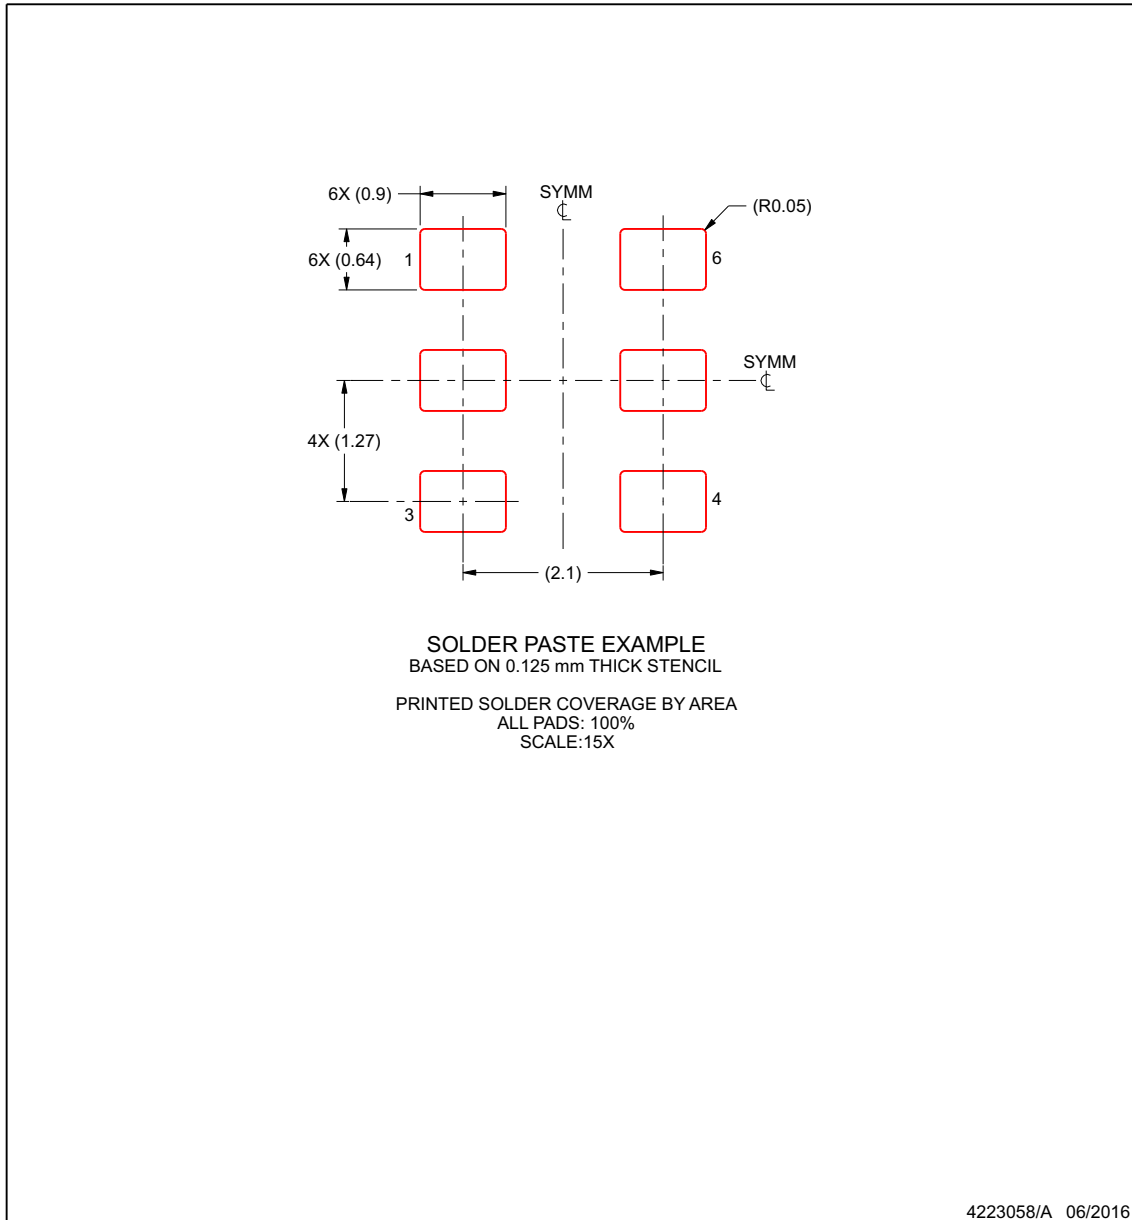 6X (0.9)
SYMM
(R0.05)
6X (0.64)
1
6
SYMM
4X (1.27)
3
4
(2.1)
SOLDER PASTE EXAMPLE
BASED ON 0.125 mm THICK STENCIL
PRINTED SOLDER COVERAGE BY AREA
ALL PADS: 100%
SCALE:15X
4223058/A 06/2016